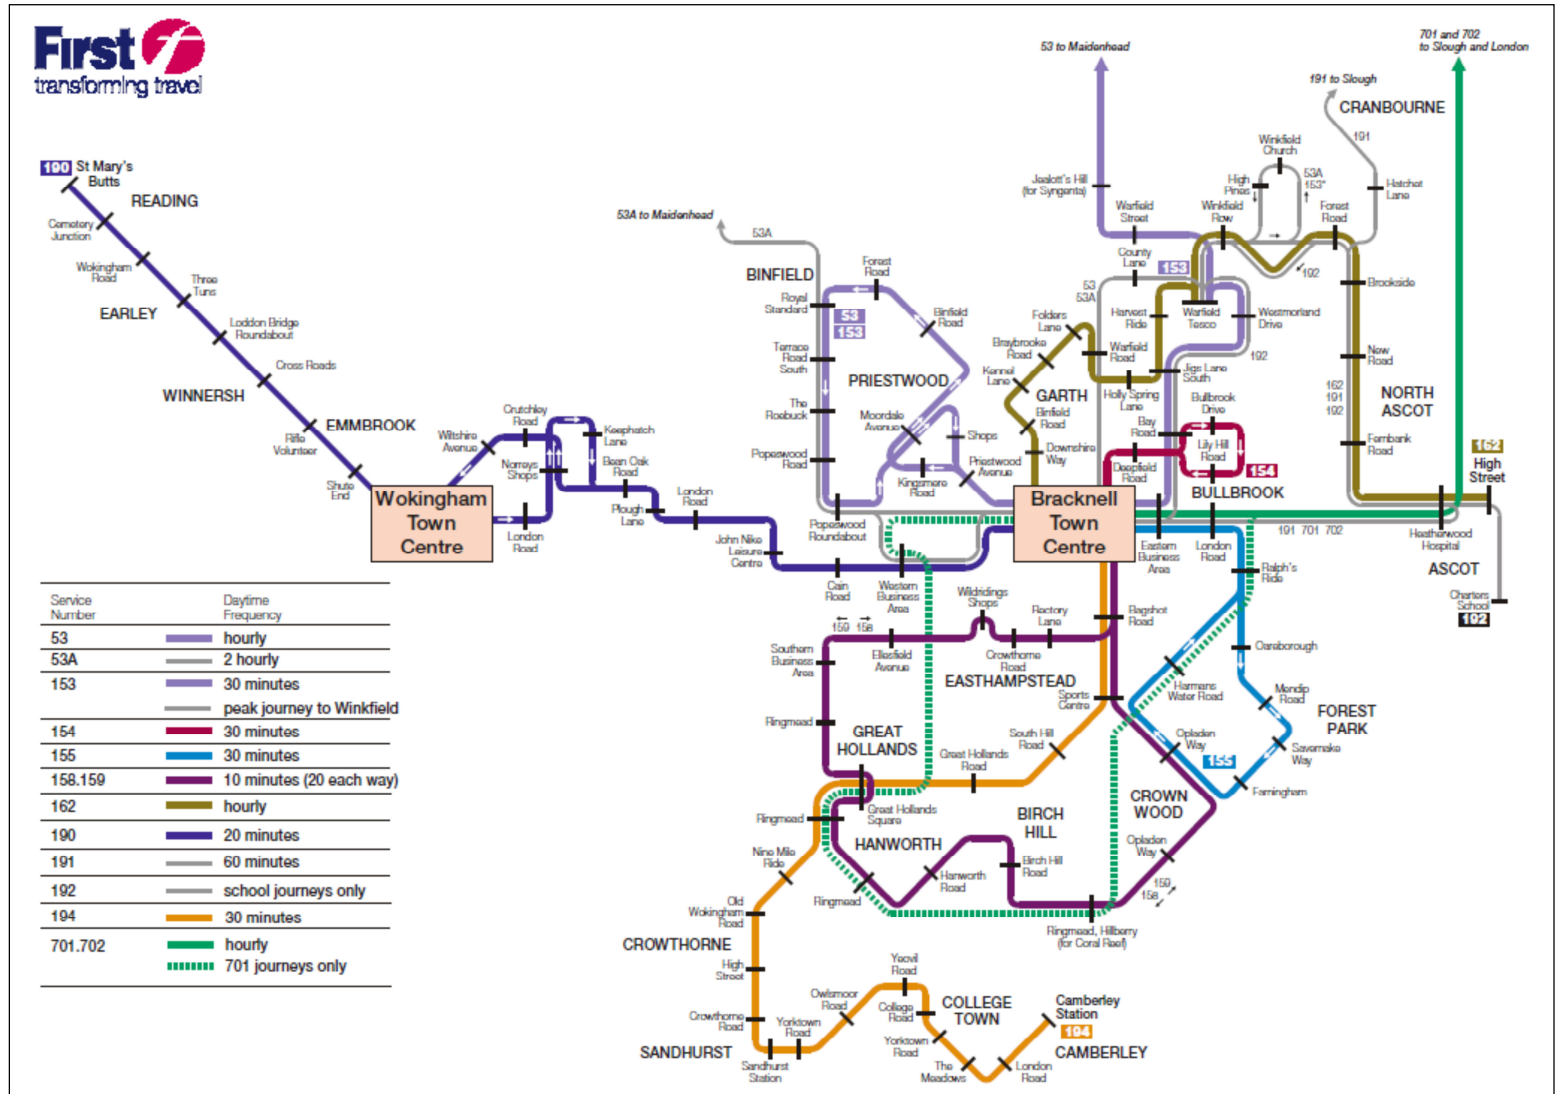 First
transforming travel
53 to Maidenhead
701 and 702
to Slough and London
191 to Slough
CRANBOURNE
191
Winkfield
Church
53A
153*
High
Pines
Hatchet
Lane
190 St Mary's
Butts
READING
Cemetery
Junction
Wokingham
Road
Three
Tuns
EARLEY
Loddon Bridge
Roundabout
Cross Roads
WINNERSH
EMMBROOK
Rifle
Volunteer
Shute
End
Jealott's Hill
(for Syngenta)
Warfield
Street
Winkfield
Row
Forest
Road
53A to Maidenhead
53A
County
Lane
153
192
BINFIELD
Forest
Road
Royal
Standard
53
153
Binfield
Road
53
53A
Harvest
Ride
Warfield
Tesco
Westmorland
Drive
Brookside
Folders
Lane
Braybrooke
Road
Warfield
Road
192
New
Road
Terrace
Road
South
PRIESTWOOD
Kennel
Lane
GARTH
Holly Spring
Lane
Jigs Lane
South
162
191
192
NORTH
ASCOT
The
Roebuck
Moordale
Avenue
Shops
Binfield
Road
Bay
Road
Bullbrook
Drive
Lily Hill
Road
Fernbank
Road
Popeswood
Road
Kingsmere
Road
Priestwood
Avenue
Downshire
Way
Deepfield
Road
154
BULLBROOK
162
High
Street
Wiltshire
Avenue
Crutchley
Road
Keephatch
Lane
Norreys
Shops
Bean Oak
Road
Wokingham
Town
Centre
London
Road
Plough
Lane
London
Road
Popeswood
Roundabout
Bracknell
Town
Centre
Eastern
Business
Area
London
Road
191 701 702
Heatherwood
Hospital
ASCOT
John Nike
Leisure
Centre
Cain
Road
Western
Business
Area
Ralph's
Ride
Charters
School
192
Wildridings
Shops
Rectory
Lane
Bagshot
Road
159 158
Southern
Business
Area
Ellesfield
Avenue
Crowthorne
Road
EASTHAMPSTEAD
Oareborough
Harmans
Water Road
Mendip
Road
FOREST
PARK
Sports
Centre
Ringmead
GREAT
HOLLANDS
South Hill
Road
Opladen
Way
155
Savernake
Way
Great Hollands
Road
Farningham
Ringmead
Great Hollands
Square
BIRCH
HILL
CROWN
WOOD
Nine Mile
Ride
HANWORTH
Opladen
Way
Birch Hill
Road
Hanworth
Road
Ringmead
159
158
Old
Wokingham
Road
Ringmead, Hillberry
(for Coral Reef)
CROWTHORNE
High
Street
Yeovil
Road
Owlsmoor
Road
College
Road
COLLEGE
TOWN
Camberley
Station
194
Crowthorne
Road
Yorktown
Road
Yorktown
Road
SANDHURST
Sandhurst
Station
The
Meadows
London
Road
CAMBERLEY
Service
Number
Daytime
Frequency
53 hourly
53A 2 hourly
153 30 minutes
peak journey to Winkfield
154 30 minutes
155 30 minutes
158.159 10 minutes (20 each way)
162 hourly
190 20 minutes
191 60 minutes
192 school journeys only
194 30 minutes
701.702 hourly
701 journeys only